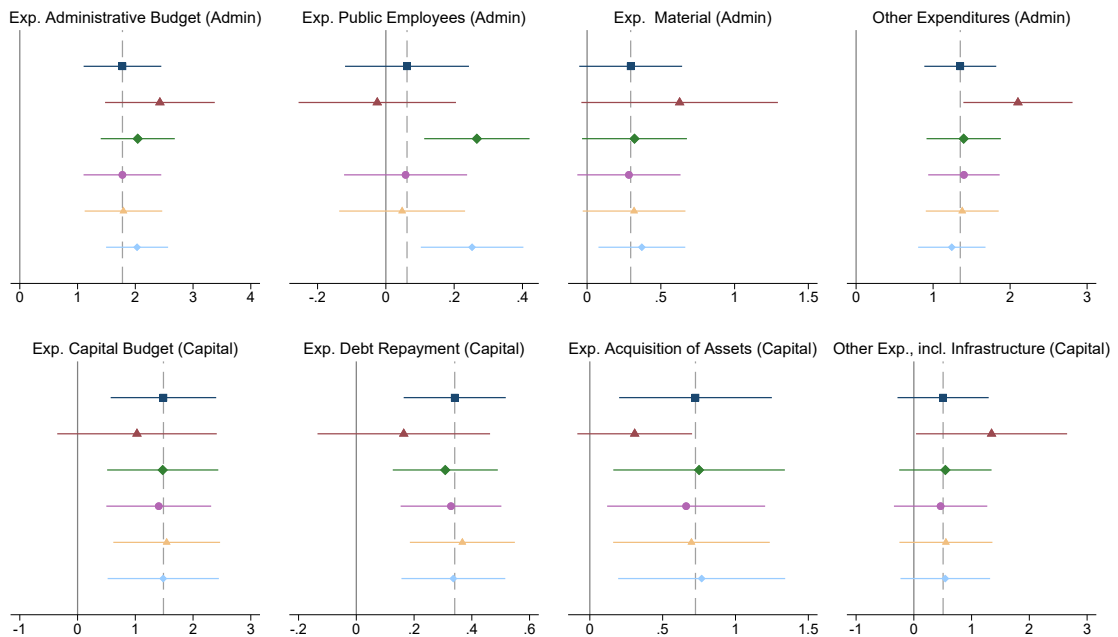 Exp. Administrative Budget (Admin)
Exp. Public Employees (Admin)
Exp.  Material (Admin)
Other Expenditures (Admin)
0 1 2 3 4
-.2 0 .2 .4
0 .5 1 1.5
0 1 2 3
Exp. Capital Budget (Capital)
Exp. Debt Repayment (Capital)
Exp. Acquisition of Assets (Capital)
Other Exp., incl. Infrastructure (Capital)
-1 0 1 2 3
-.2 0 .2 .4 .6
0 .5 1 1.5
-1 0 1 2 3